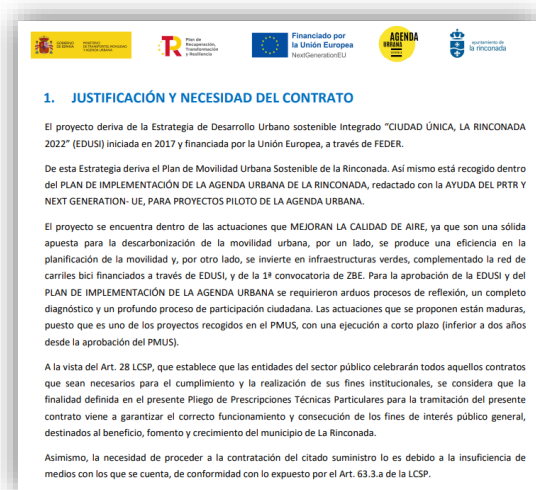 GOBIERNO DE ESPAÑA
MINISTERIO DE TRANSPORTES, MOVILIDAD Y AGENDA URBANA
Plan de Recuperación, Transformación y Resiliencia
Financiado por la Unión Europea
NextGenerationEU
AGENDA URBANA
ayuntamiento de la rinconada
1. JUSTIFICACIÓN Y NECESIDAD DEL CONTRATO
El proyecto deriva de la Estrategia de Desarrollo Urbano sostenible Integrado “CIUDAD ÚNICA, LA RINCONADA
2022” (EDUSI) iniciada en 2017 y financiada por la Unión Europea, a través de FEDER.
De esta Estrategia deriva el Plan de Movilidad Urbana Sostenible de la Rinconada. Así mismo está recogido dentro
del PLAN DE IMPLEMENTACIÓN DE LA AGENDA URBANA DE LA RINCONADA, redactado con la AYUDA DEL PRTR Y
NEXT GENERATION- UE, PARA PROYECTOS PILOTO DE LA AGENDA URBANA.
El proyecto se encuentra dentro de las actuaciones que MEJORAN LA CALIDAD DE AIRE, ya que son una sólida
apuesta para la descarbonización de la movilidad urbana, por un lado, se produce una eficiencia en la
planificación de la movilidad y, por otro lado, se invierte en infraestructuras verdes, complementado la red de
carriles bici financiados a través de EDUSI, y de la 1ª convocatoria de ZBE. Para la aprobación de la EDUSI y del
PLAN DE IMPLEMENTACIÓN DE LA AGENDA URBANA se requirieron arduos procesos de reflexión, un completo
diagnóstico y un profundo proceso de participación ciudadana. Las actuaciones que se proponen están maduras,
puesto que es uno de los proyectos recogidos en el PMUS, con una ejecución a corto plazo (inferior a dos años
desde la aprobación del PMUS).
A la vista del Art. 28 LCSP, que establece que las entidades del sector público celebrarán todos aquellos contratos
que sean necesarios para el cumplimiento y la realización de sus fines institucionales, se considera que la
finalidad definida en el presente Pliego de Prescripciones Técnicas Particulares para la tramitación del presente
contrato viene a garantizar el correcto funcionamiento y consecución de los fines de interés público general,
destinados al beneficio, fomento y crecimiento del municipio de La Rinconada.
Asimismo, la necesidad de proceder a la contratación del citado suministro lo es debido a la insuficiencia de
medios con los que se cuenta, de conformidad con lo expuesto por el Art. 63.3.a de la LCSP.